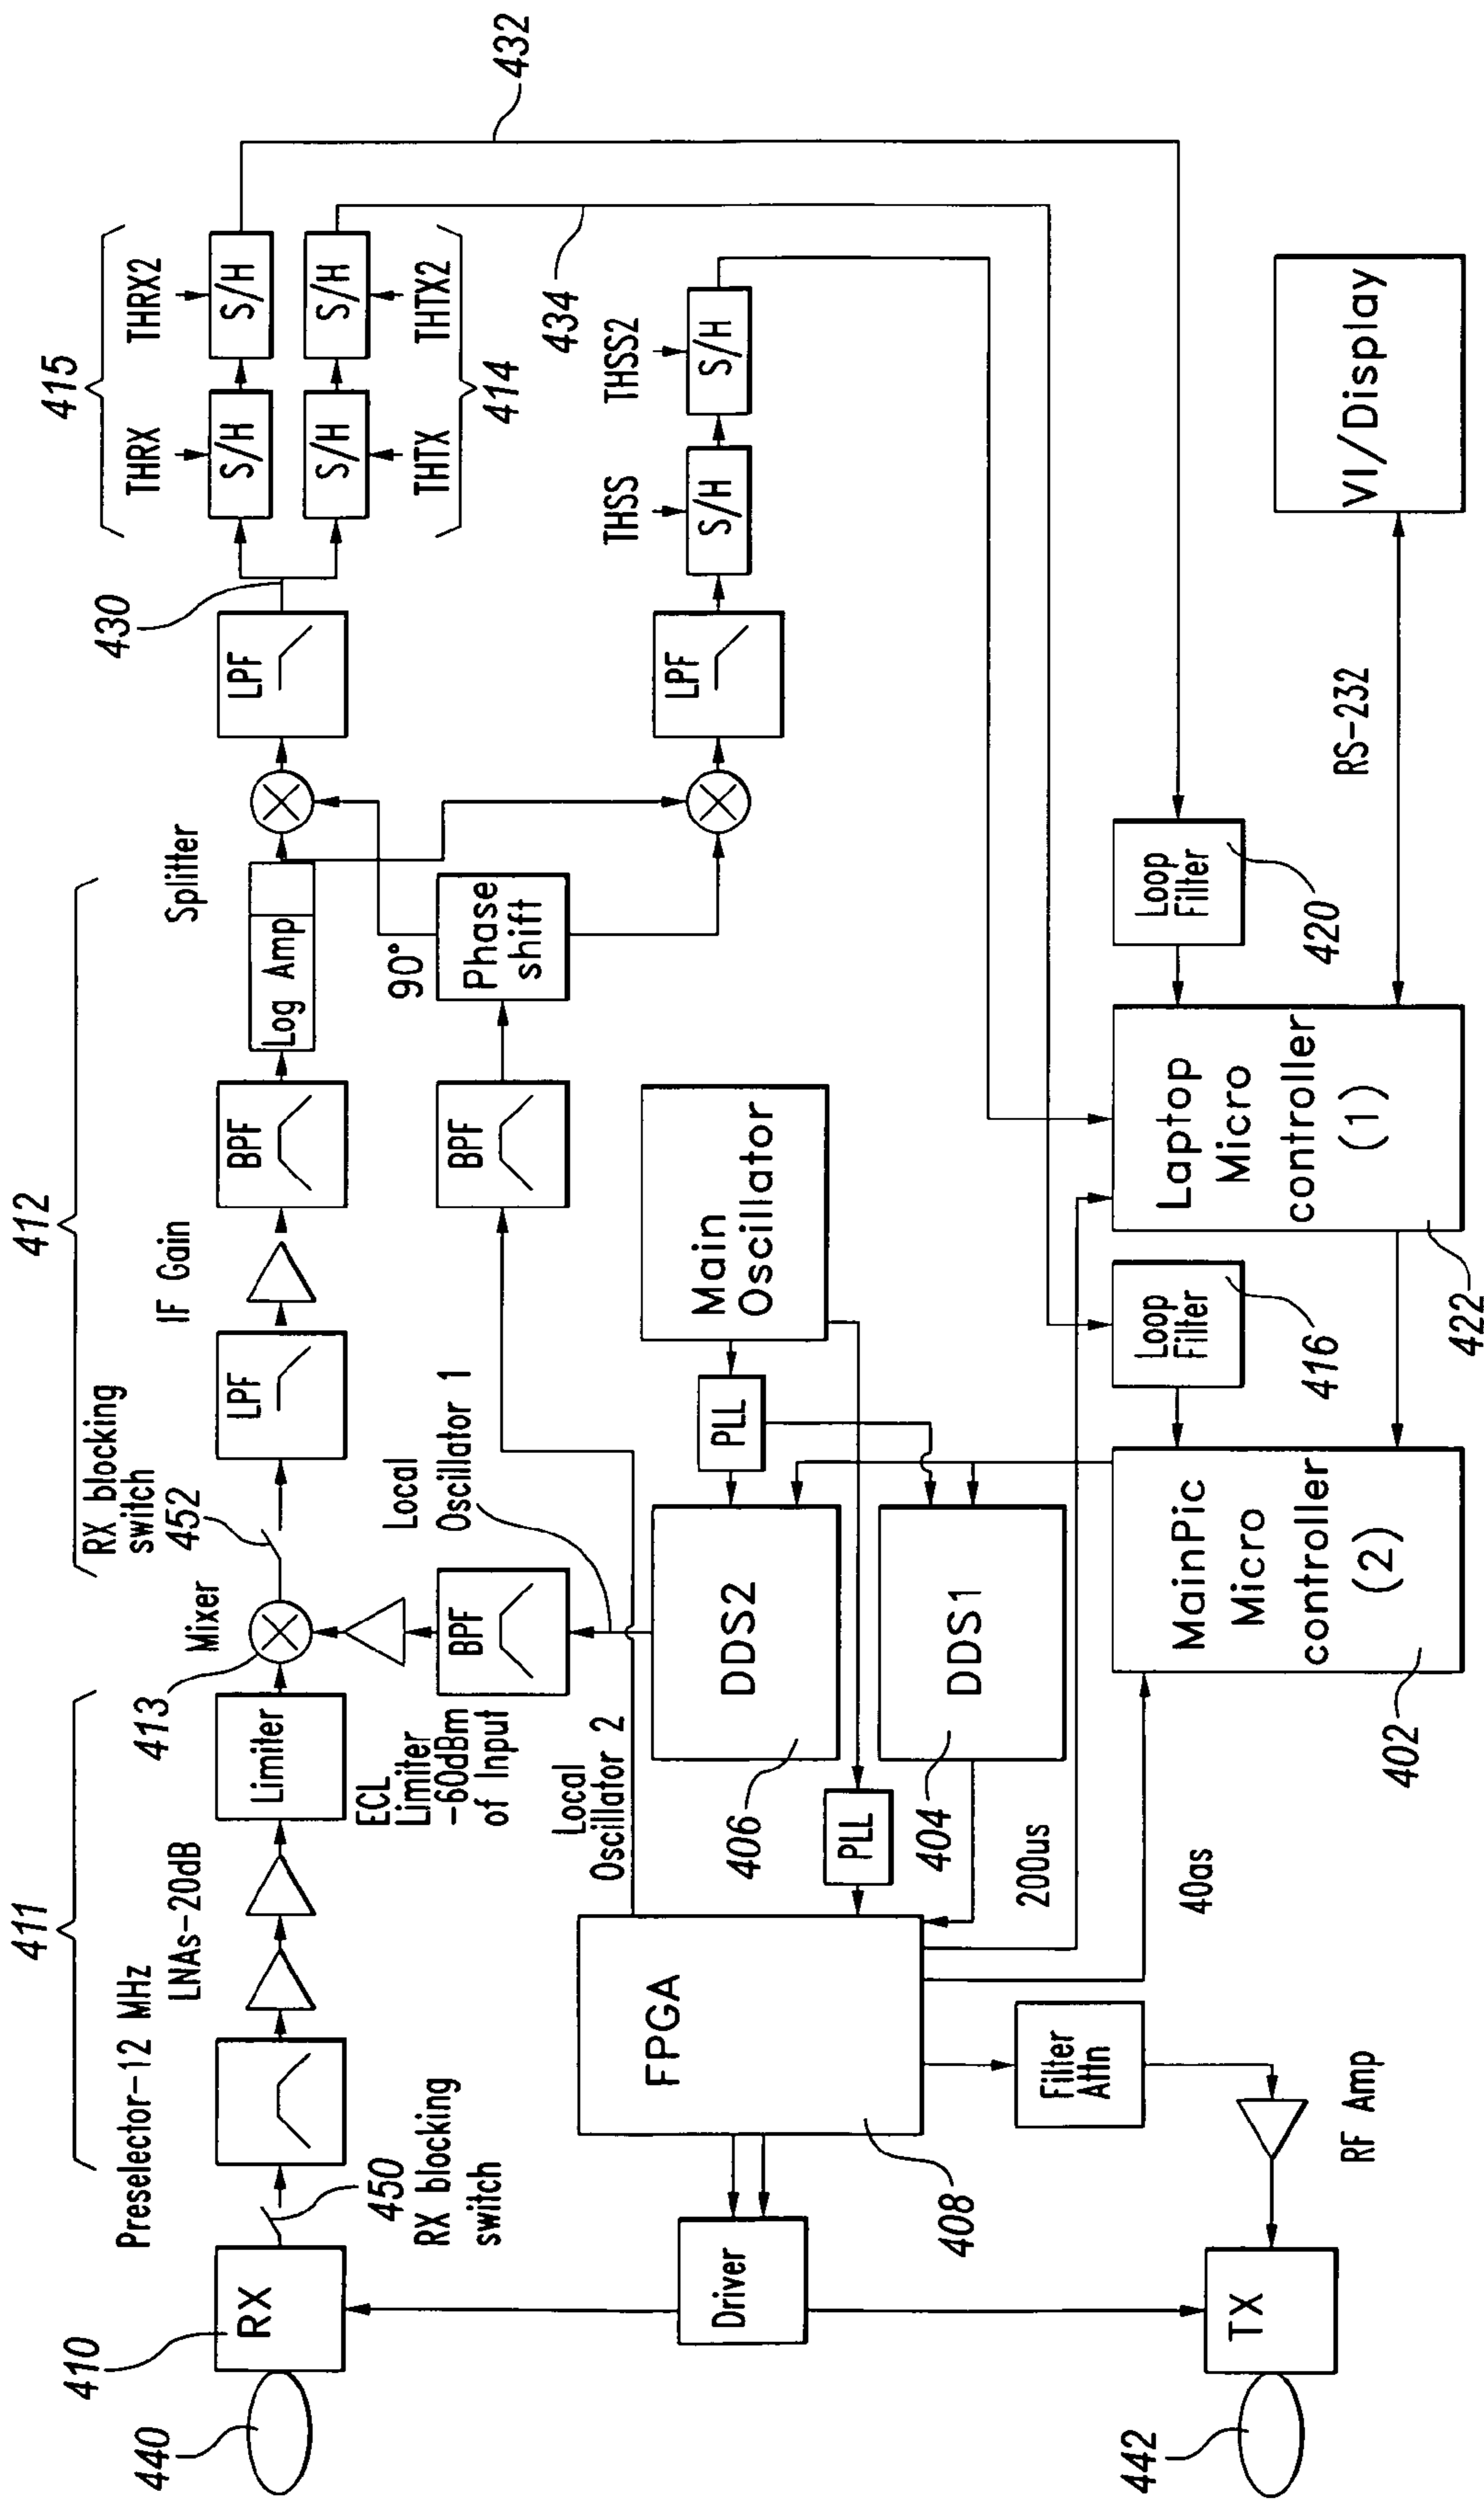 411
412
415
432
Preselector-12 MHz
LNAs-20dB
413
Mixer
RX blocking
switch
452
IF Gain
Splitter
430
THRX
THRX2
410
440
RX
Limiter
LPF
BPF
Log Amp
LPF
S/H
S/H
S/H
S/H
THTX
THTX2
414
434
450
RX blocking
switch
ECL
Limiter
-60dBm
of Input
BPF
Local
Oscillator 1
BPF
90°
Phase
shift
Local
Oscillator 2
LPF
THSS
THSS2
S/H
S/H
Driver
FPGA
408
406
DDS2
PLL
Main
Oscillator
PLL
404
DDS1
200us
40as
Filter
Attn
442
TX
RF Amp
402
MainPic
Micro
controller
(2)
Loop
Filter
416
Laptop
Micro
controller
(1)
422
Loop
Filter
420
RS-232
VI/Display